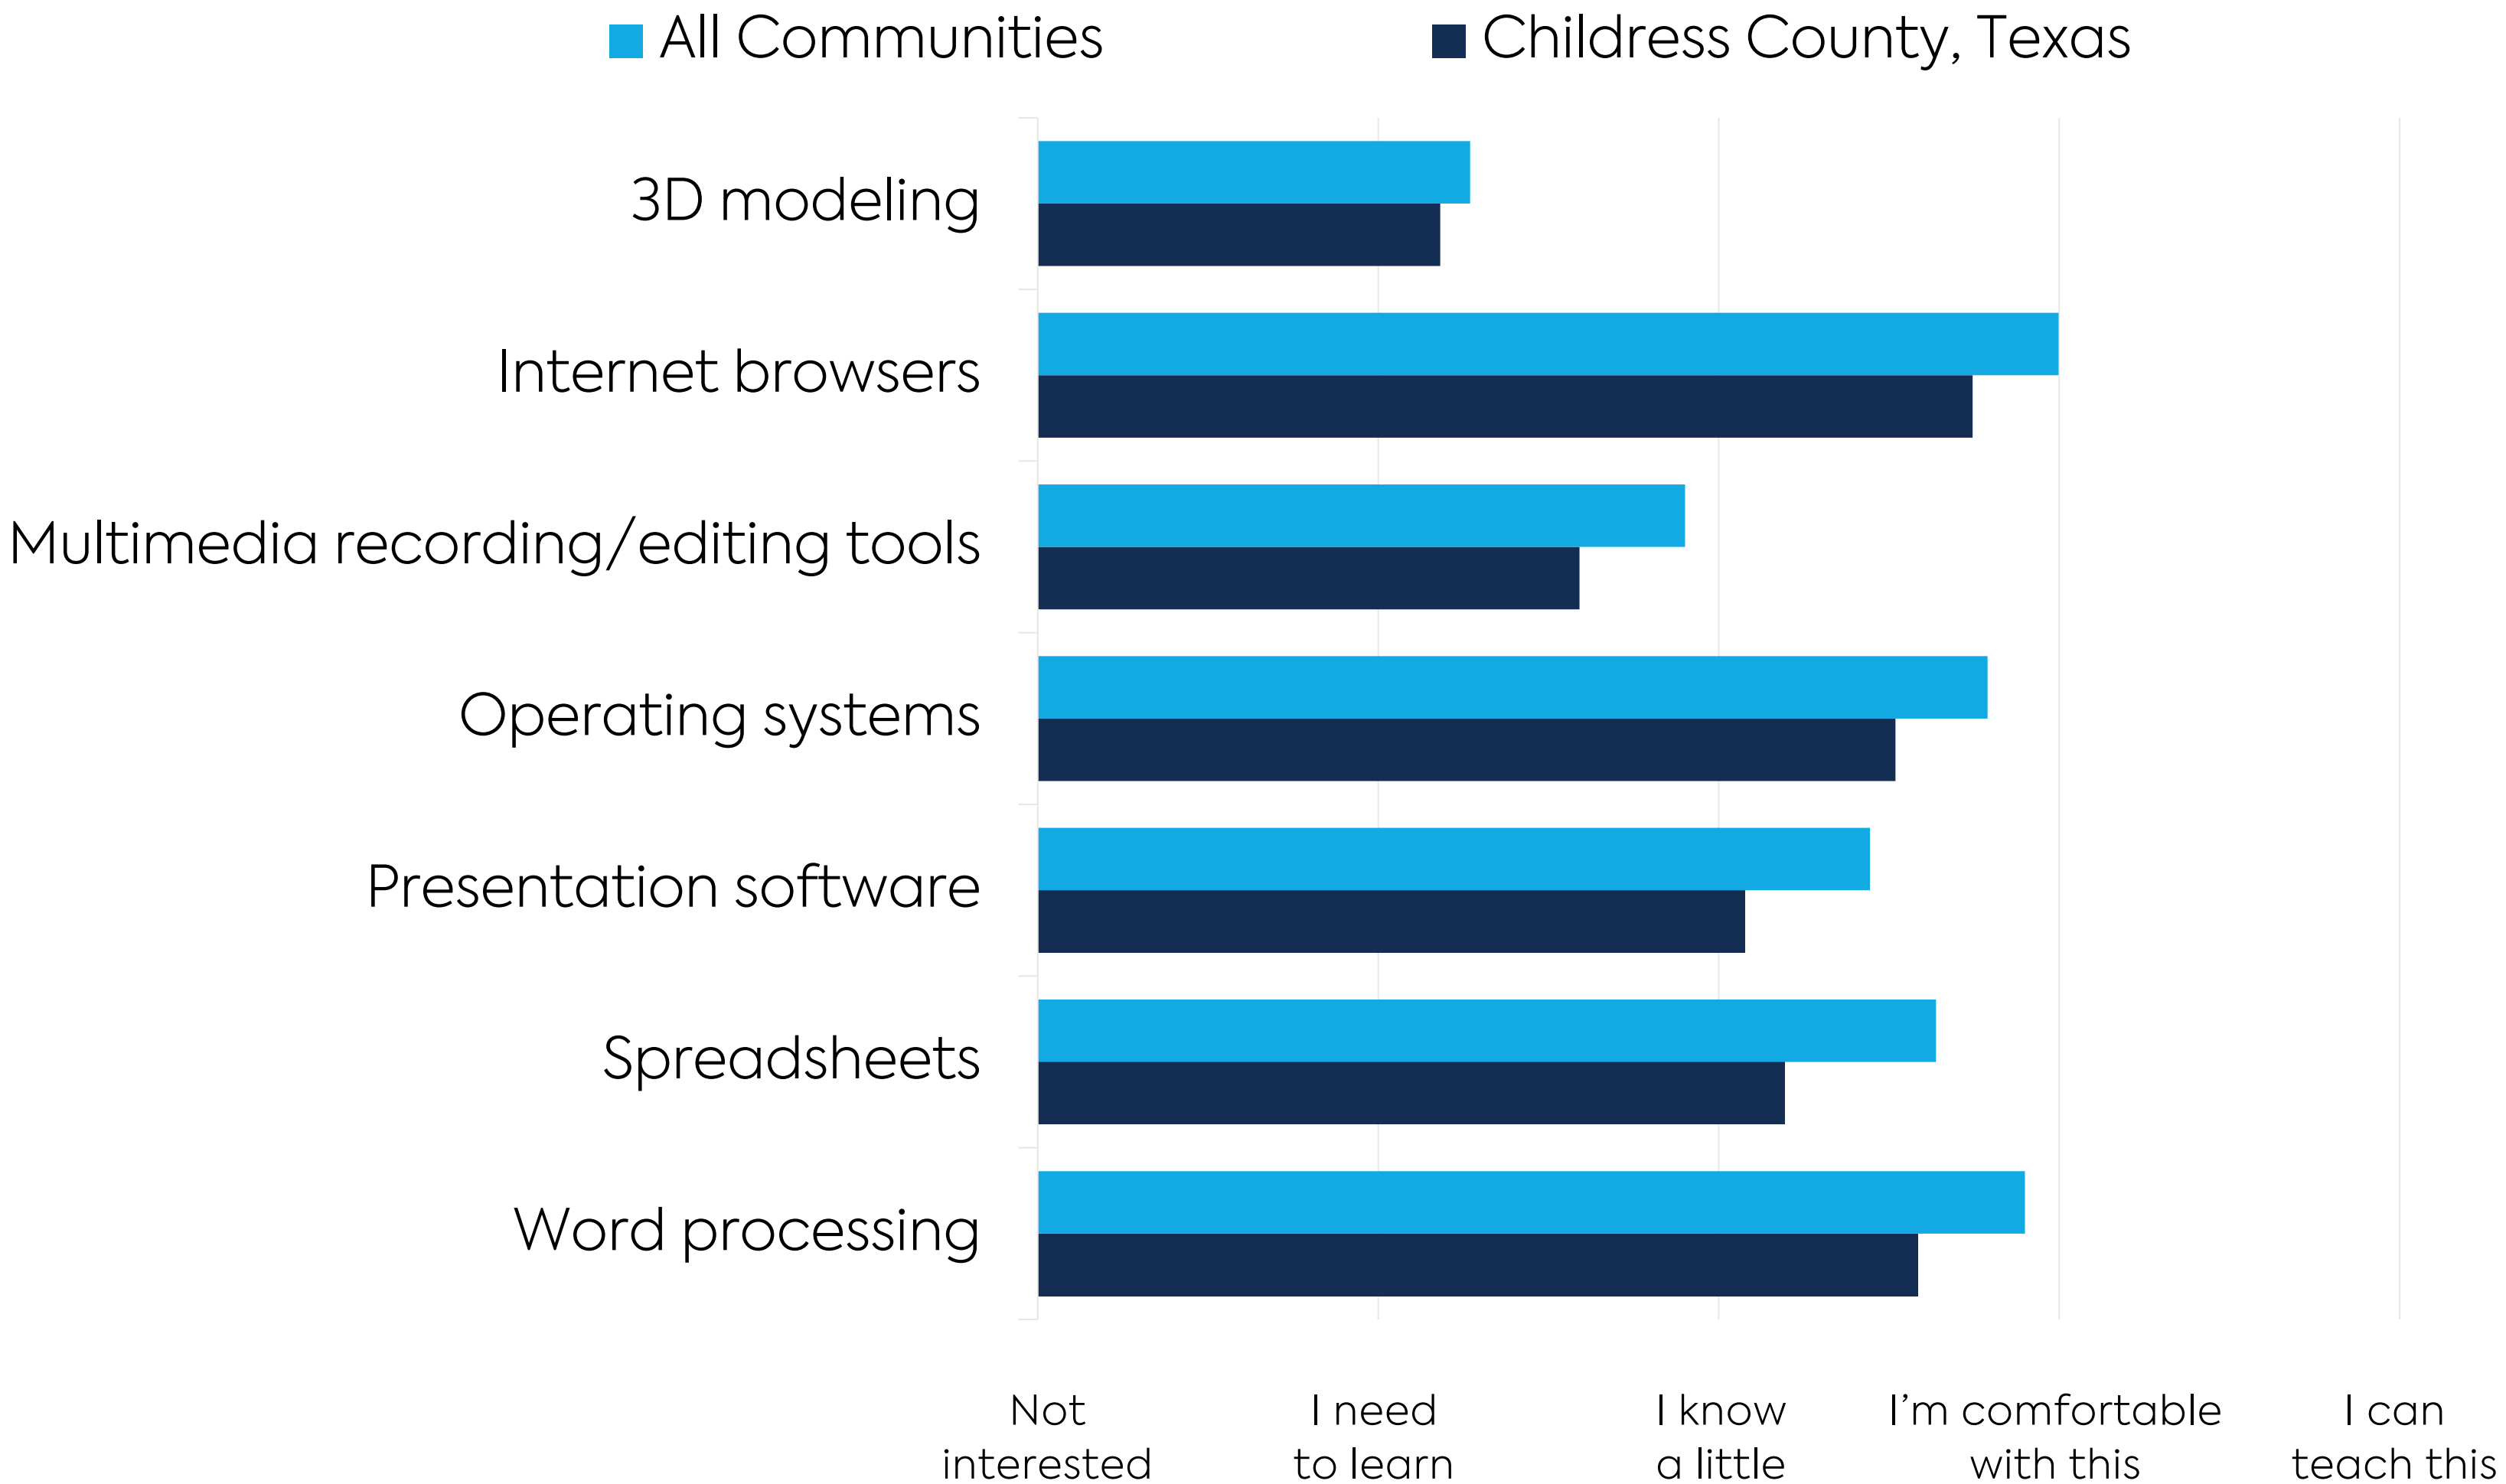 All Communities
Childress County, Texas
3D modeling
Internet browsers
Multimedia recording/editing tools
Operating systems
Presentation software
Spreadsheets
Word processing
Not
interested
I need
to learn
I know
a little
I’m comfortable
with this
I can
teach this